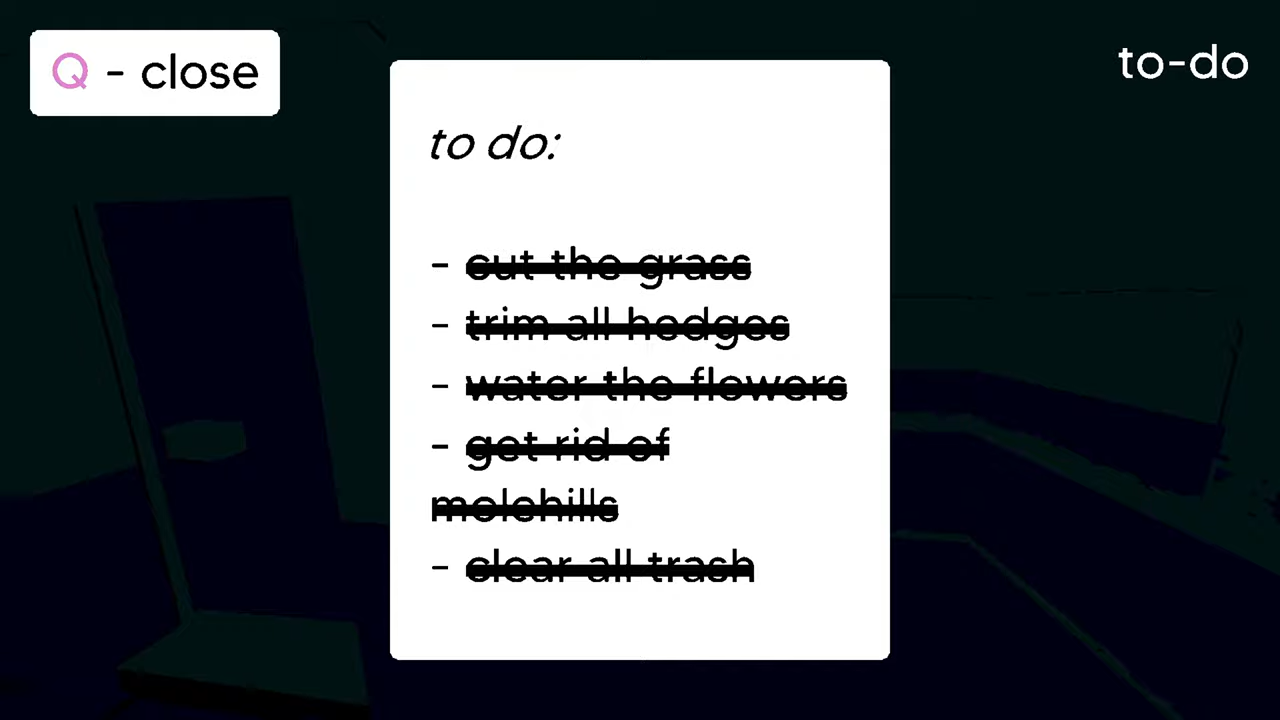 Q - close
to-do
to do:
- cut the grass
- trim all hedges
- water the flowers
- get rid of
molehills
- clear all trash